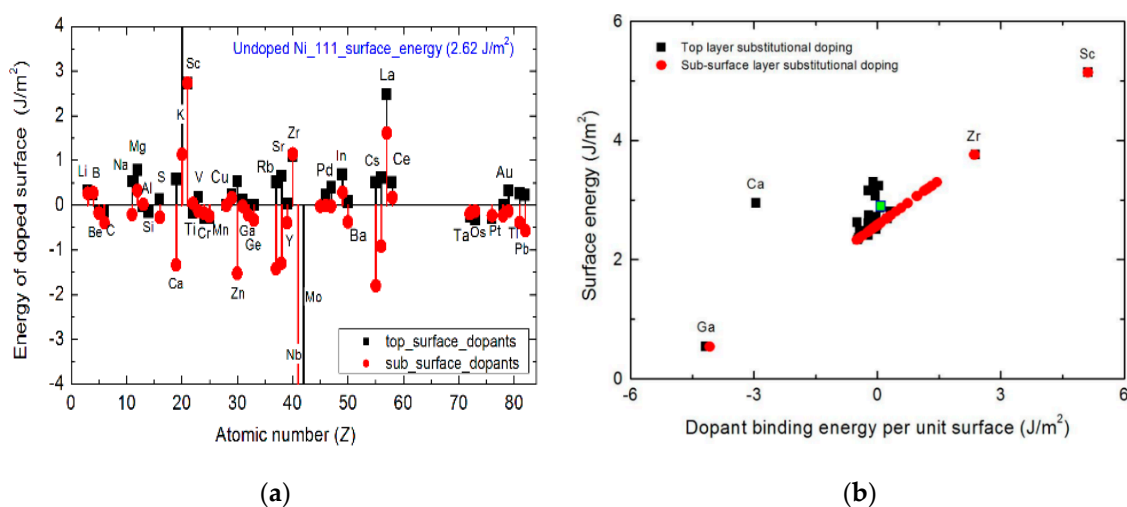 Undoped Ni_111_surface_energy (2.62 J/m²)
Energy of doped surface (J/m²)
4
3
2
1
0
-1
-2
-3
-4
K
Sc
La
Mg
Na
Li
B
Al
S
V
Cu
Rb
Sr
Zr
Pd
In
Cs
Ce
Au
Be
C
Si
Ti
Cr
Mn
Ga
Ge
Y
Ba
Ta
Os
Pt
Tl
Pb
Ca
Zn
Mo
Nb
top_surface_dopants
sub_surface_dopants
0
10
20
30
40
50
60
70
80
Atomic number (Z)
(a)
Surface energy (J/m²)
6
4
2
0
Top layer substitutional doping
Sub-surface layer substitutional doping
Sc
Zr
Ca
Ga
-6
-3
0
3
6
Dopant binding energy per unit surface (J/m²)
(b)